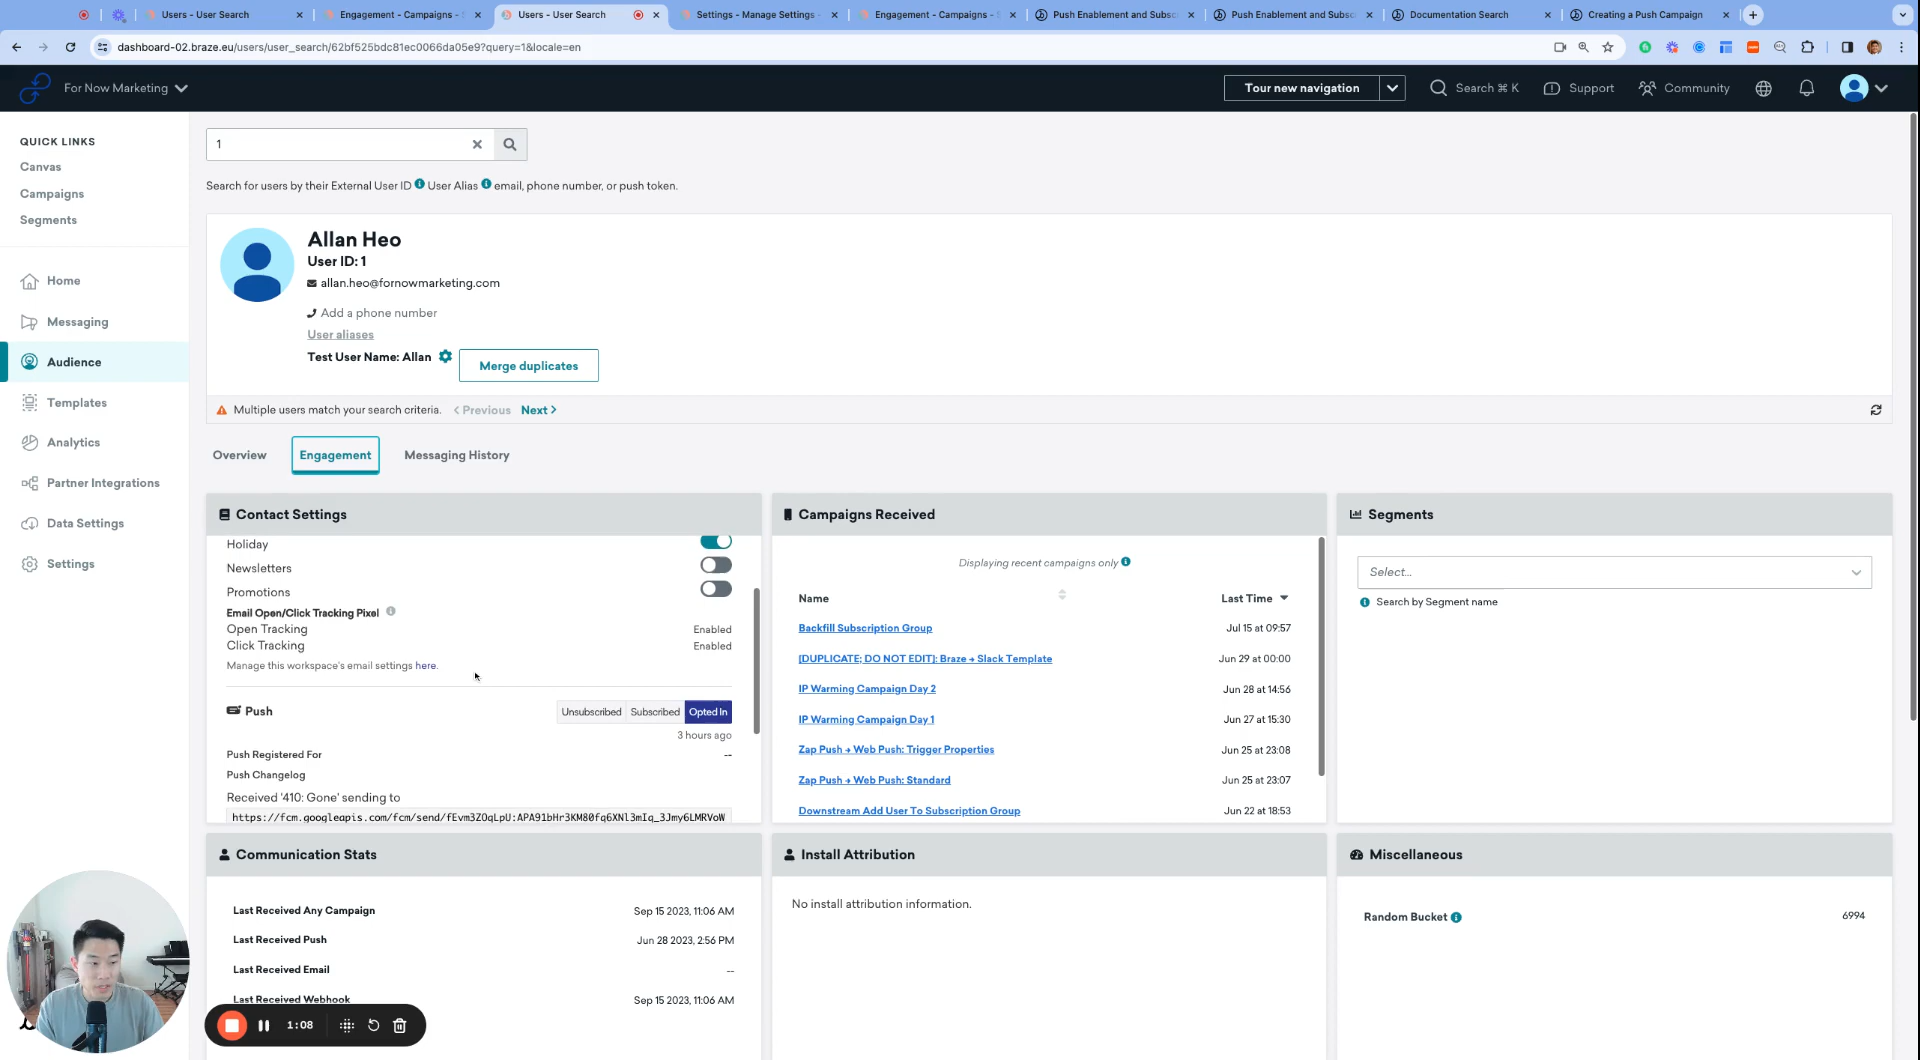 Users - User Search
Engagement - Campaigns -
Users - User Search
Settings - Manage Settings -
Engagement - Campaigns -
Push Enablement and Subsc
Push Enablement and Subsc
Documentation Search
Creating a Push Campaign
dashboard-02.braze.eu/users/user_search/62bf525bdc81ec0066da05e9?query=1&locale=en
For Now Marketing
Tour new navigation
Search ⌘ K
Support
Community
QUICK LINKS
Canvas
Campaigns
Segments
Home
Messaging
Audience
Templates
Analytics
Partner Integrations
Data Settings
Settings
1
Search for users by their External User ID User Alias email, phone number, or push token.
Allan Heo
User ID: 1
allan.heo@fornowmarketing.com
Add a phone number
User aliases
Test User Name: Allan
Merge duplicates
Multiple users match your search criteria. < Previous Next >
Overview
Engagement
Messaging History
Contact Settings
Holiday
Newsletters
Promotions
Email Open/Click Tracking Pixel
Open Tracking Enabled
Click Tracking Enabled
Manage this workspace's email settings here.
Push Unsubscribed Subscribed Opted In
3 hours ago
Push Registered For --
Push Changelog
Received '410: Gone' sending to
https://fcm.googleapis.com/fcm/send/fEvm3ZOqLpU:APA91bHr3KM80fq6XNl3mIq_3Jmy6LMRVoW
Campaigns Received
Displaying recent campaigns only
Name Last Time
Backfill Subscription Group Jul 15 at 09:57
[DUPLICATE; DO NOT EDIT]: Braze → Slack Template Jun 29 at 00:00
IP Warming Campaign Day 2 Jun 28 at 14:56
IP Warming Campaign Day 1 Jun 27 at 15:30
Zap Push → Web Push: Trigger Properties Jun 25 at 23:08
Zap Push → Web Push: Standard Jun 25 at 23:07
Downstream Add User To Subscription Group Jun 22 at 18:53
Segments
Select...
Search by Segment name
Communication Stats
Last Received Any Campaign Sep 15 2023, 11:06 AM
Last Received Push Jun 28 2023, 2:56 PM
Last Received Email --
Last Received Webhook Sep 15 2023, 11:06 AM
Install Attribution
No install attribution information.
Miscellaneous
Random Bucket 6994
1:08